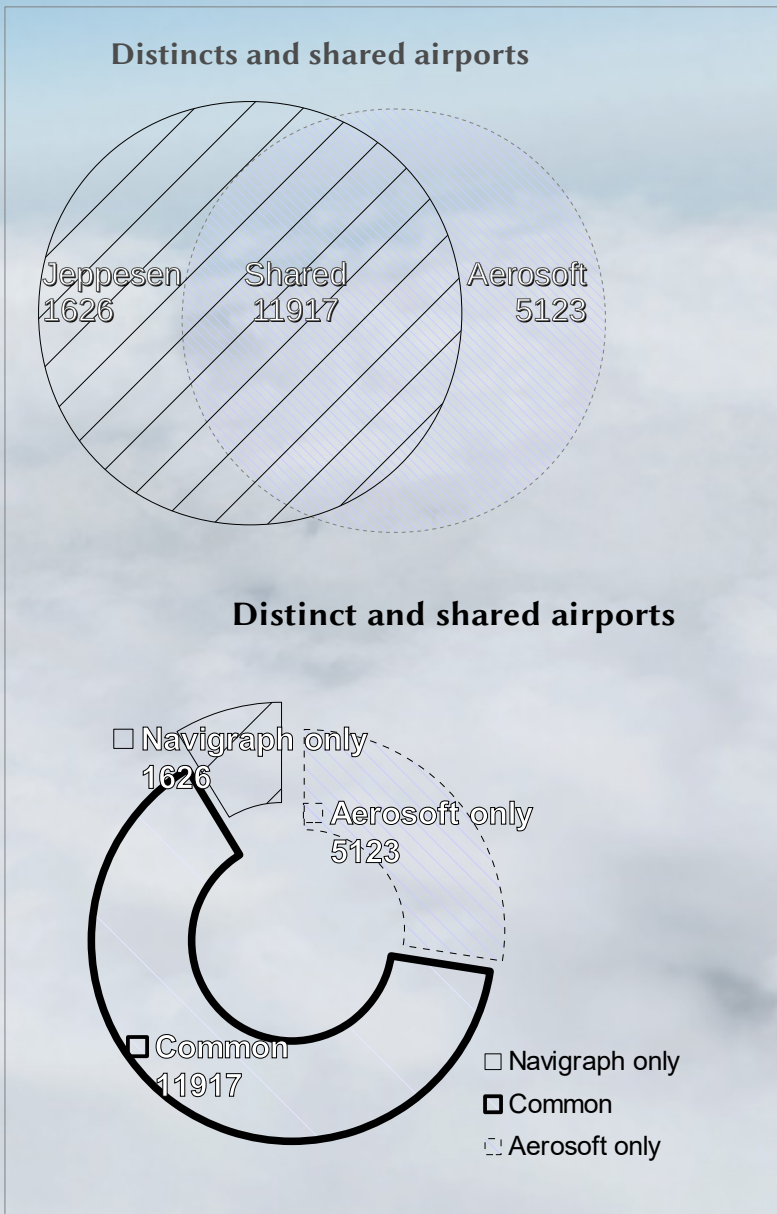 Distincts and shared airports
Jeppesen
1626
Shared
11917
Aerosoft
5123
Distinct and shared airports
Navigraph only
1626
Aerosoft only
5123
Common
11917
Navigraph only
Common
Aerosoft only